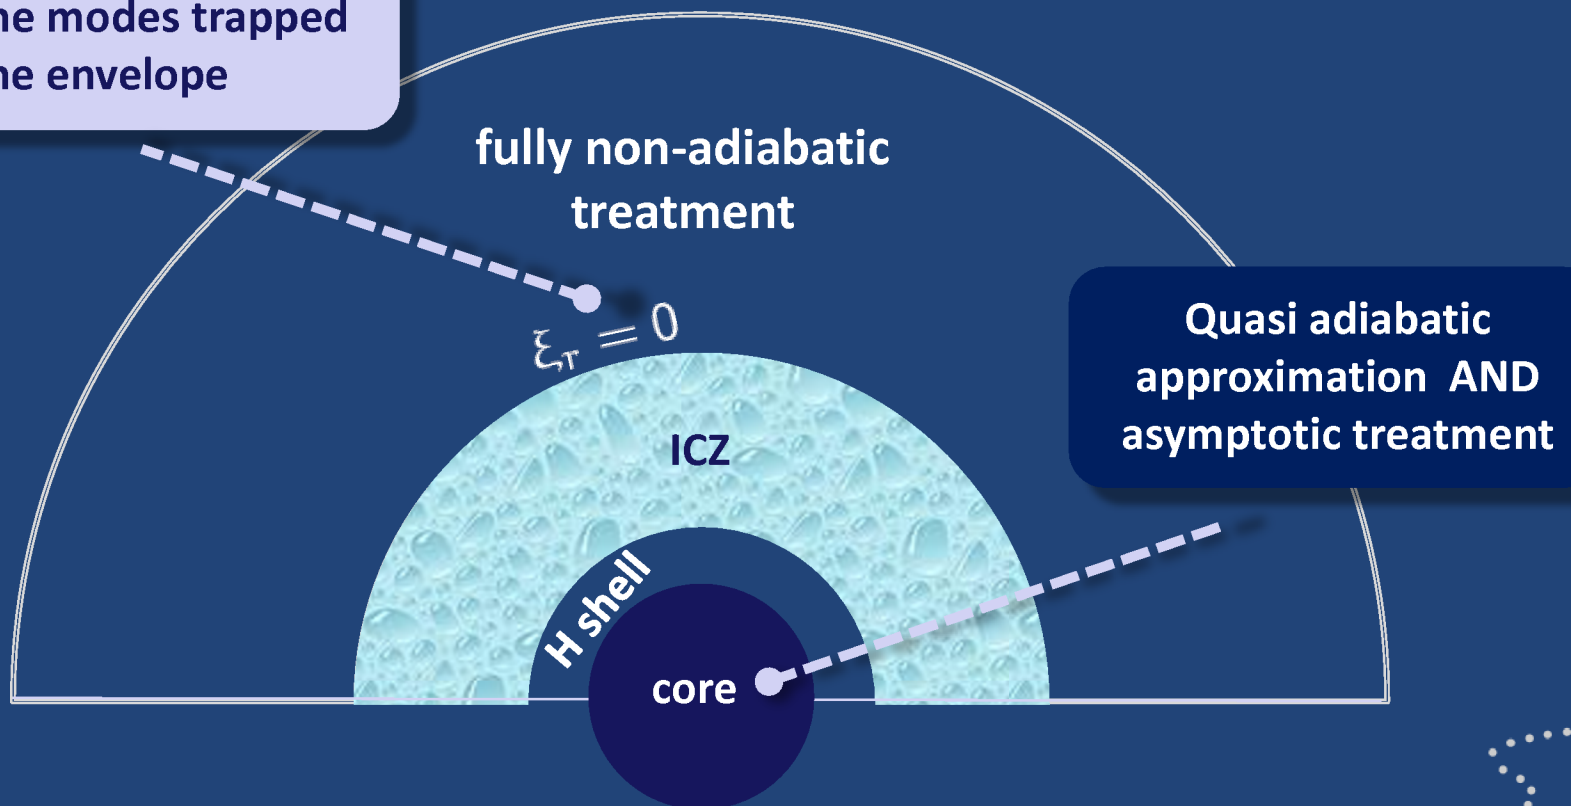 he modes trapped
he envelope
fully non-adiabatic
treatment
ξᵣ = 0
Quasi adiabatic
approximation AND
asymptotic treatment
ICZ
H shell
core